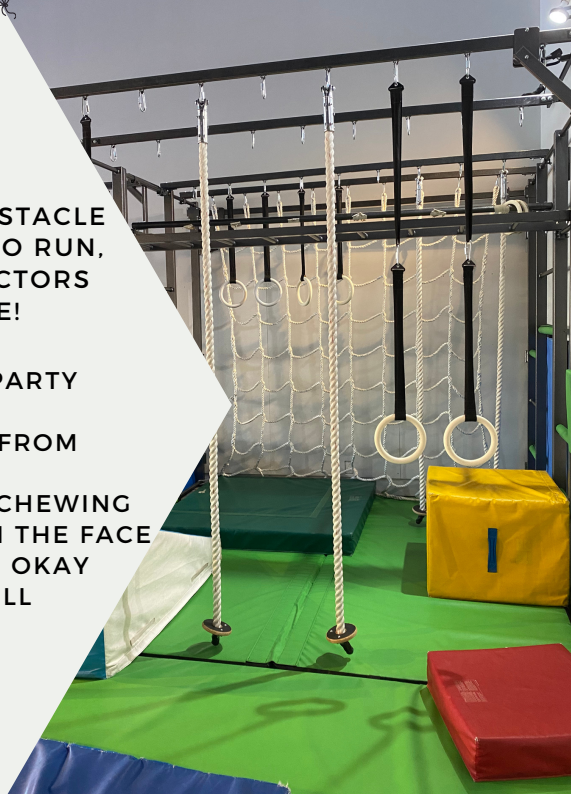 STACLE
O RUN,
CTORS
E!
PARTY
FROM
CHEWING
THE FACE
OKAY
LL